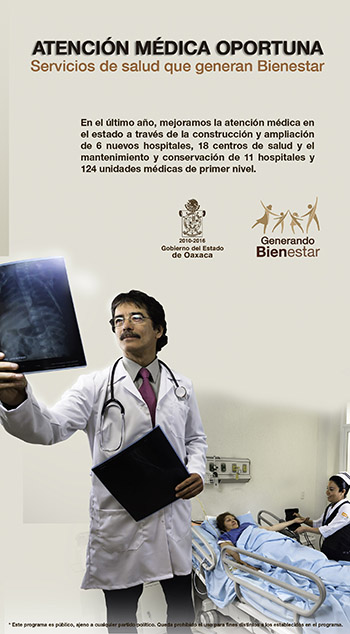 ATENCIÓN MÉDICA OPORTUNA
Servicios de salud que generan Bienestar
En el último año, mejoramos la atención médica en
el estado a través de la construcción y ampliación
de 6 nuevos hospitales, 18 centros de salud y el
mantenimiento y conservación de 11 hospitales y
124 unidades médicas de primer nivel.
2010-2016
Gobierno del Estado
de Oaxaca
Generando
Bienestar
* Este programa es público, ajeno a cualquier partido político. Queda prohibido el uso para fines distintos a los establecidos en el programa.